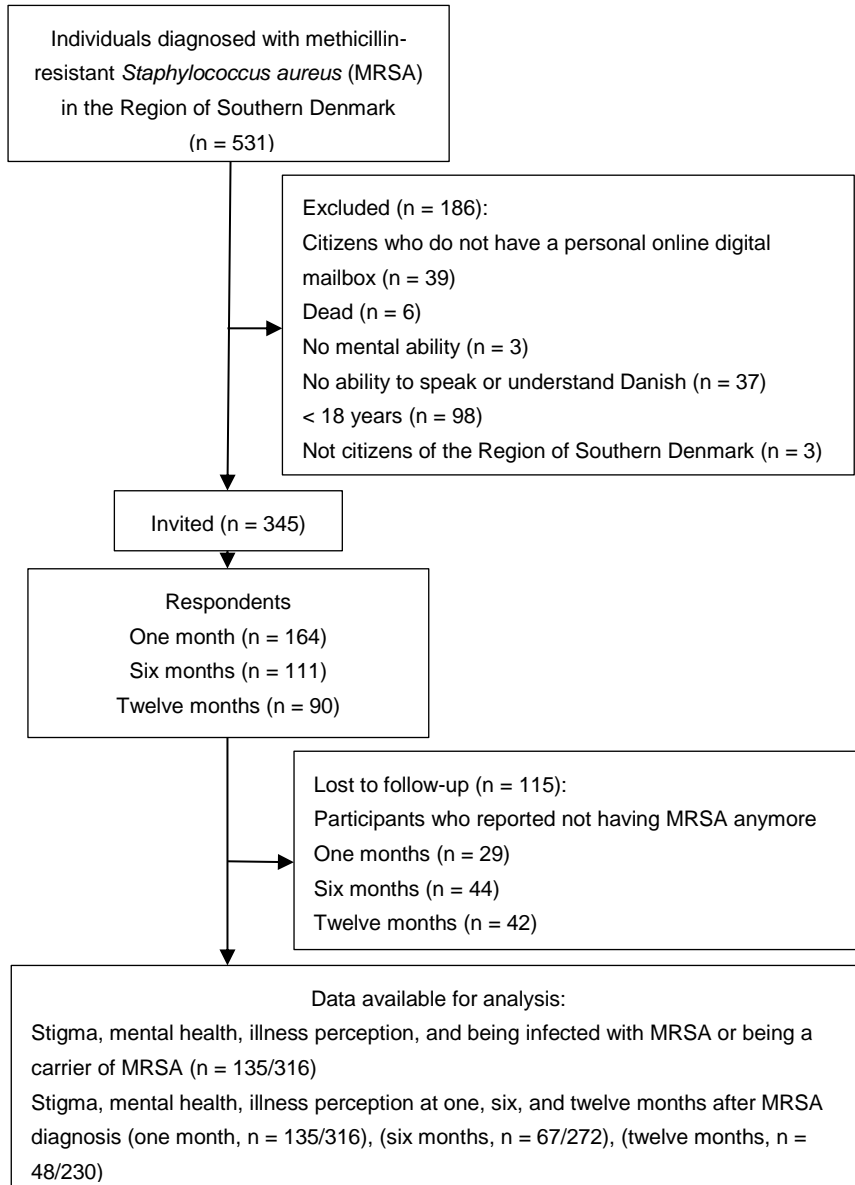 Individuals diagnosed with methicillin-
resistant Staphylococcus aureus (MRSA)
in the Region of Southern Denmark
(n = 531)
Excluded (n = 186):
Citizens who do not have a personal online digital
mailbox (n = 39)
Dead (n = 6)
No mental ability (n = 3)
No ability to speak or understand Danish (n = 37)
< 18 years (n = 98)
Not citizens of the Region of Southern Denmark (n = 3)
Invited (n = 345)
Respondents
One month (n = 164)
Six months (n = 111)
Twelve months (n = 90)
Lost to follow-up (n = 115):
Participants who reported not having MRSA anymore
One months (n = 29)
Six months (n = 44)
Twelve months (n = 42)
Data available for analysis:
Stigma, mental health, illness perception, and being infected with MRSA or being a
carrier of MRSA (n = 135/316)
Stigma, mental health, illness perception at one, six, and twelve months after MRSA
diagnosis (one month, n = 135/316), (six months, n = 67/272), (twelve months, n =
48/230)